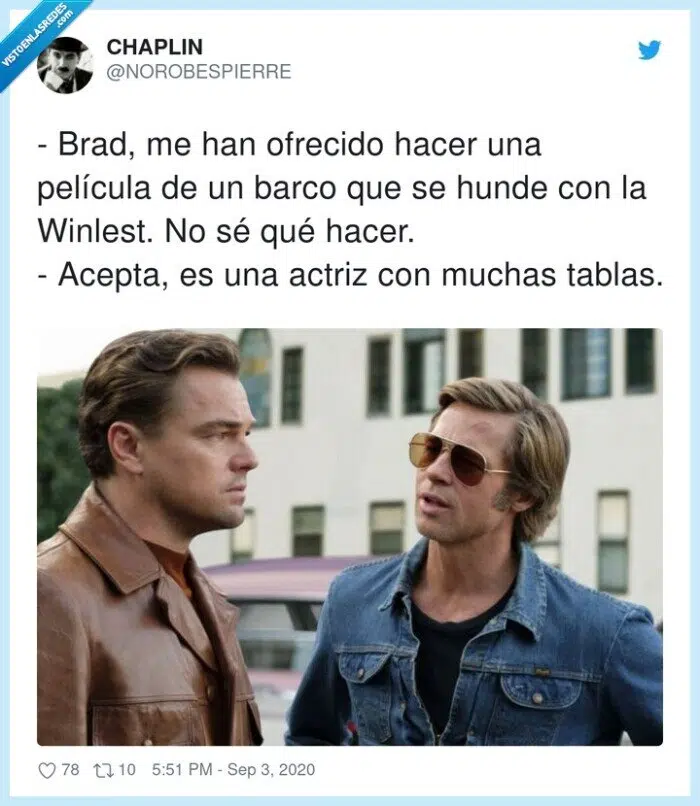 VISTOENLASREDES
.com
CHAPLIN
@NOROBESPIERRE
- Brad, me han ofrecido hacer una
película de un barco que se hunde con la
Winlest. No sé qué hacer.
- Acepta, es una actriz con muchas tablas.
78 10 5:51 PM - Sep 3, 2020